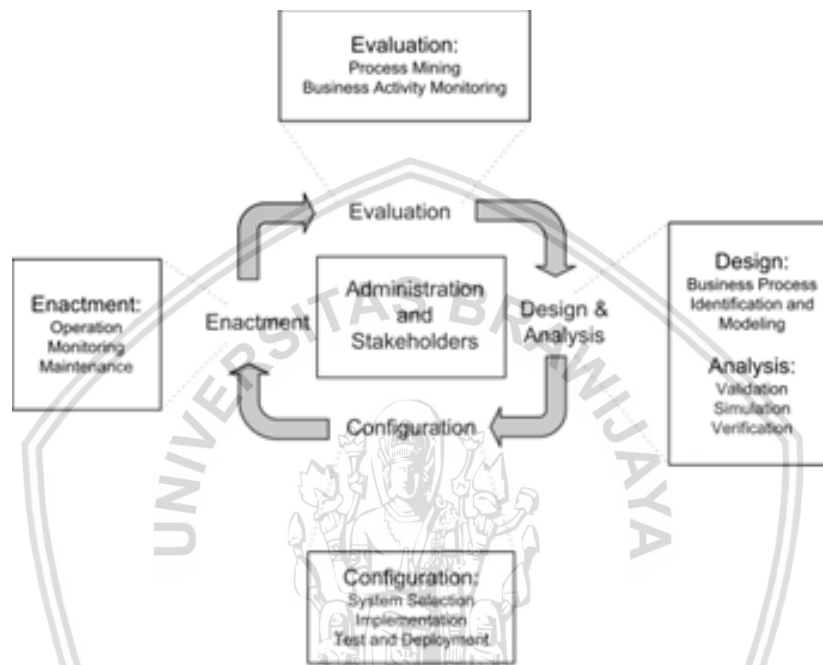 Evaluation:
Process Mining
Business Activity Monitoring
Evaluation
Enactment:
Operation
Monitoring
Maintenance
Enactment
Administration
and
Stakeholders
Design &
Analysis
Design:
Business Process
Identification and
Modeling
Analysis:
Validation
Simulation
Verification
Configuration
Configuration:
System Selection
Implementation
Test and Deployment
UNIVERSITAS BRAWIJAYA